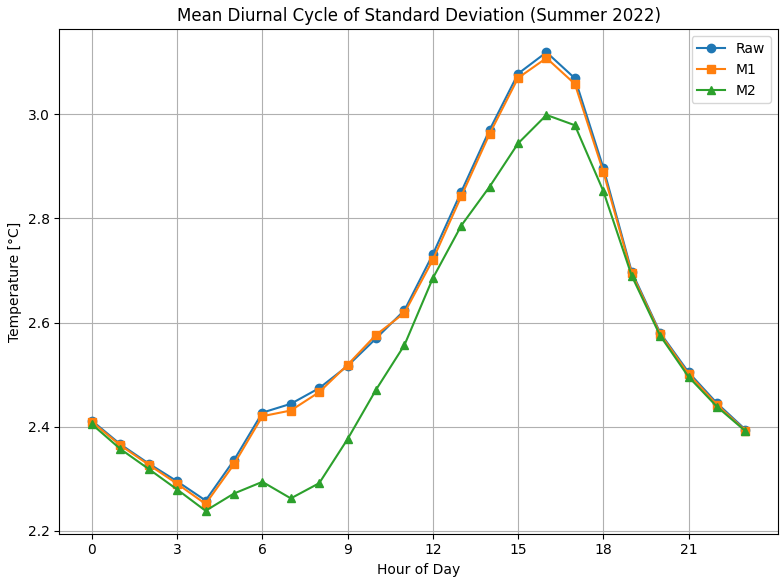 Mean Diurnal Cycle of Standard Deviation (Summer 2022)
Raw
M1
M2
Temperature [°C]
3.0
2.8
2.6
2.4
2.2
0 3 6 9 12 15 18 21
Hour of Day